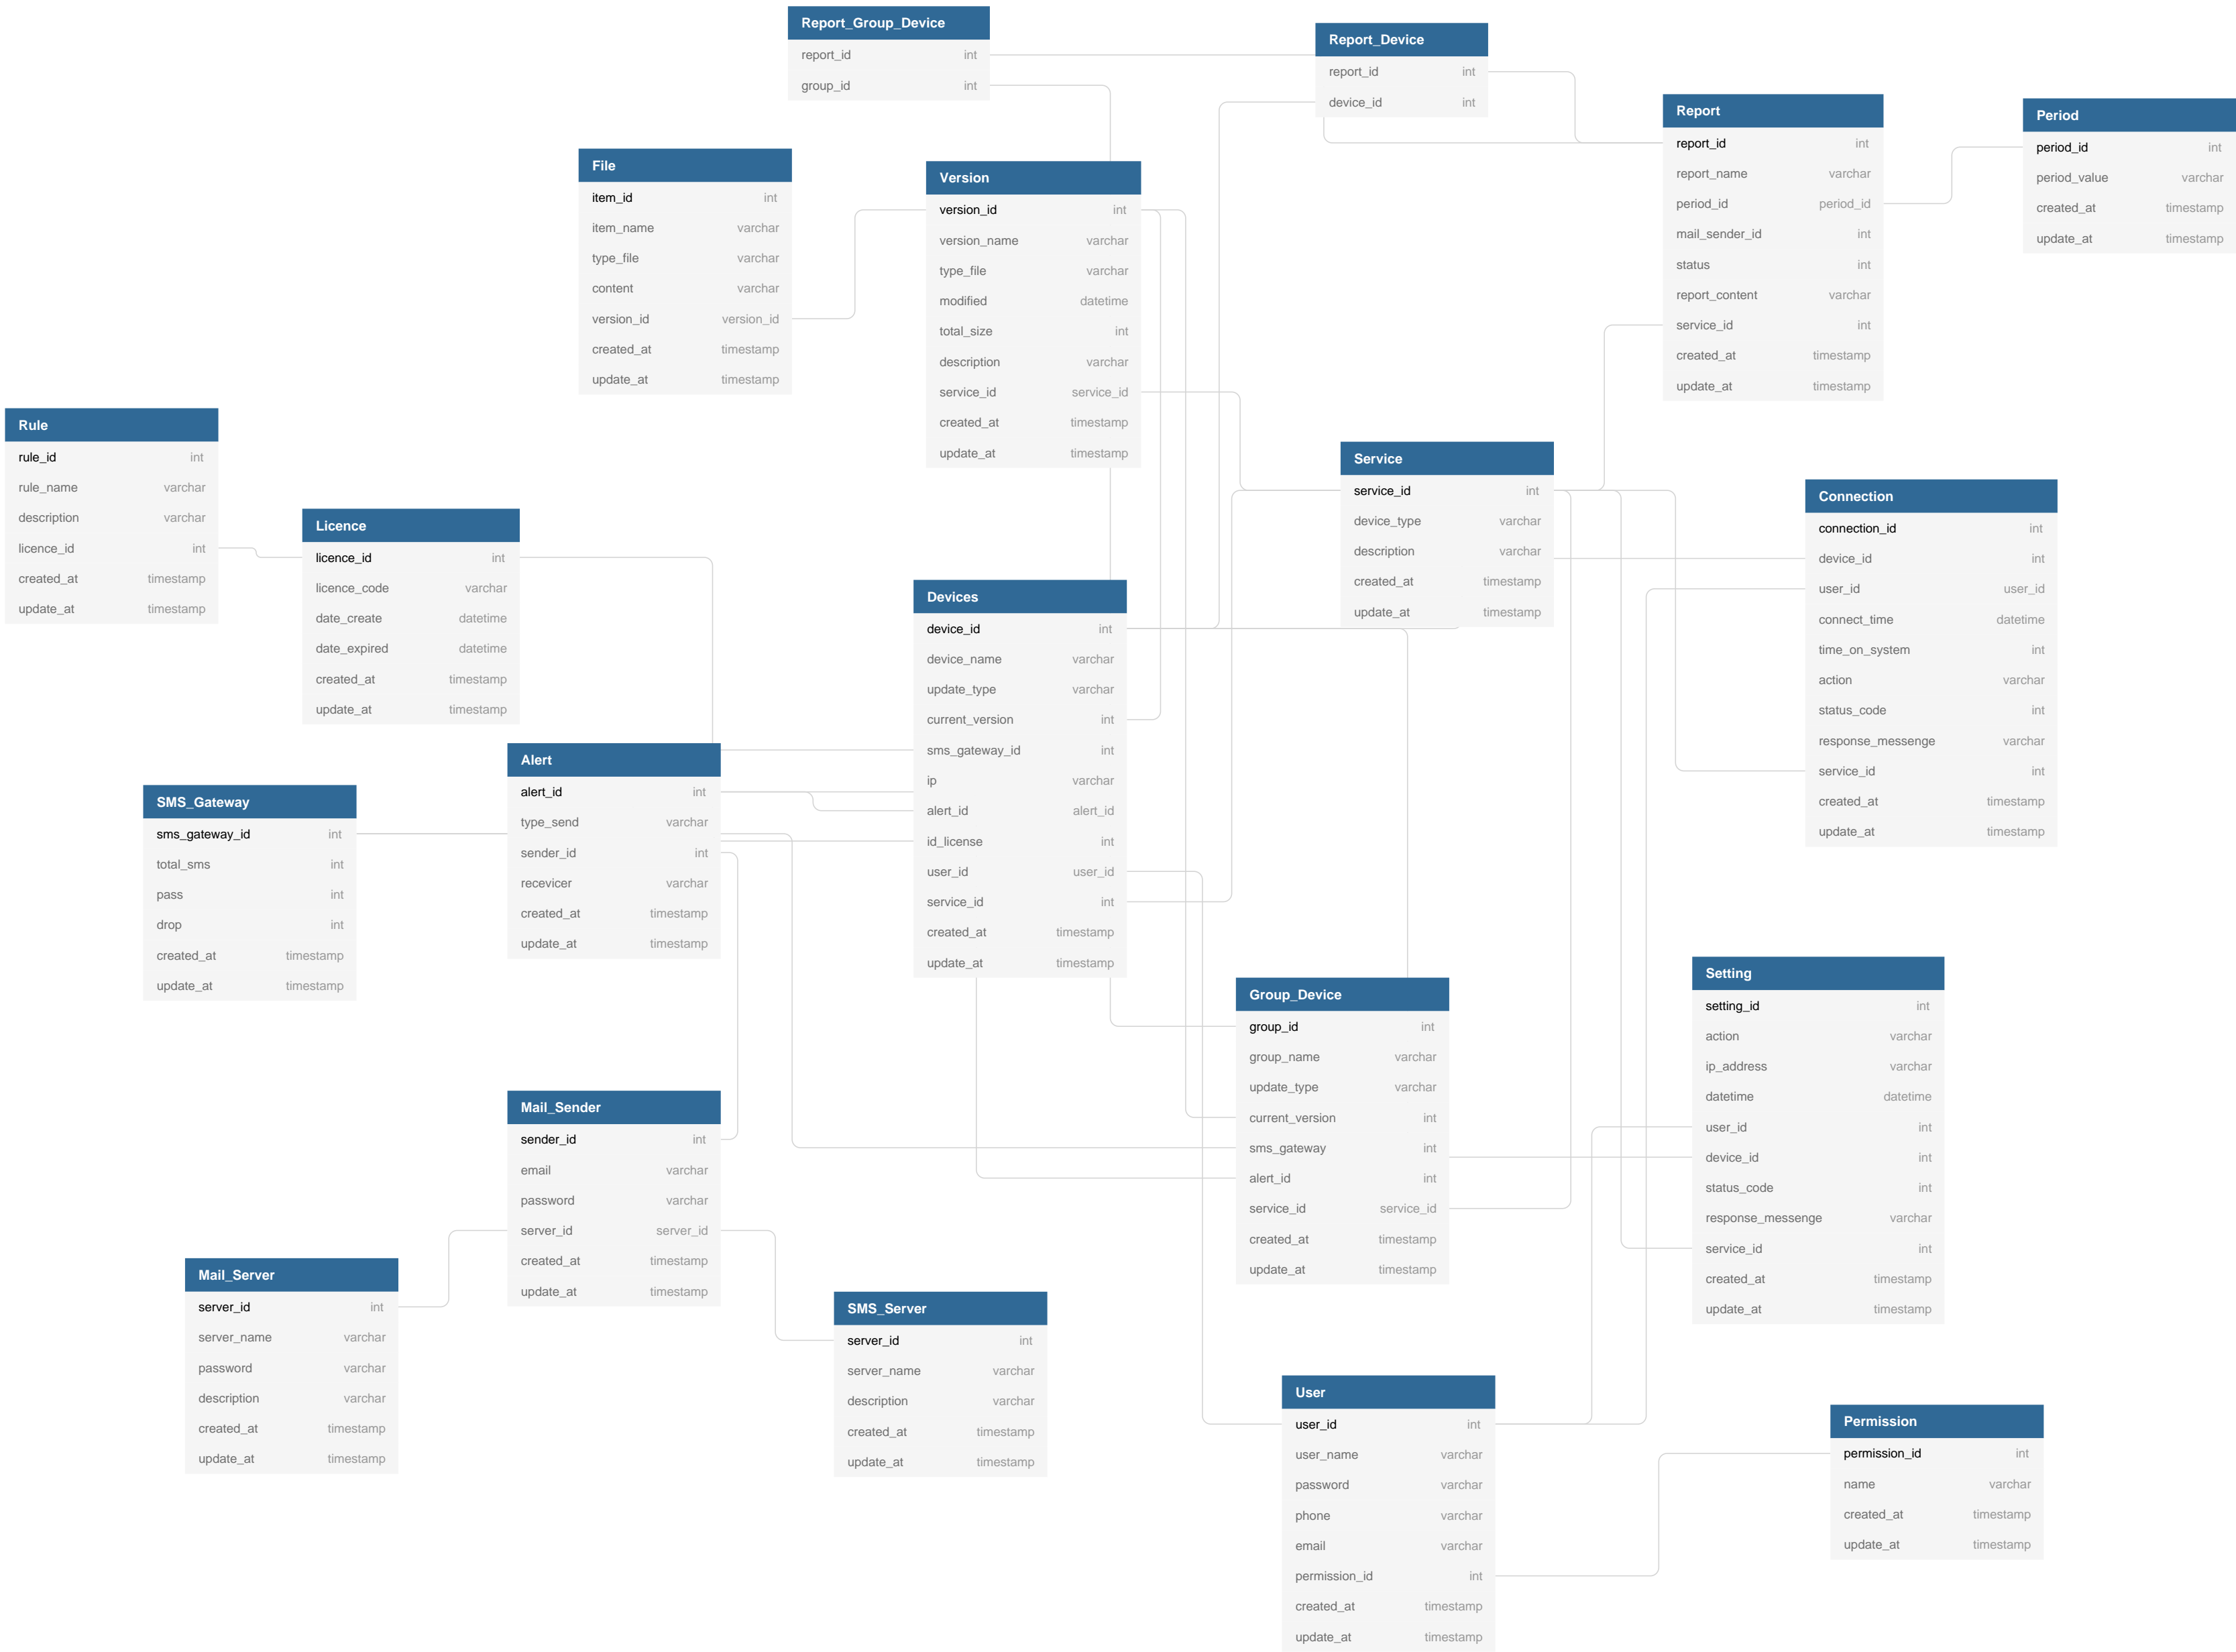 Report_Group_Device
report_id int
group_id int
Report_Device
report_id int
device_id int
Report
report_id int
report_name varchar
period_id period_id
mail_sender_id int
status int
report_content varchar
service_id int
created_at timestamp
update_at timestamp
Period
period_id int
period_value varchar
created_at timestamp
update_at timestamp
File
item_id int
item_name varchar
type_file varchar
content varchar
version_id version_id
created_at timestamp
update_at timestamp
Version
version_id int
version_name varchar
type_file varchar
modified datetime
total_size int
description varchar
service_id service_id
created_at timestamp
update_at timestamp
Rule
rule_id int
rule_name varchar
description varchar
licence_id int
created_at timestamp
update_at timestamp
Licence
licence_id int
licence_code varchar
date_create datetime
date_expired datetime
created_at timestamp
update_at timestamp
Service
service_id int
device_type varchar
description varchar
created_at timestamp
update_at timestamp
Connection
connection_id int
device_id int
user_id user_id
connect_time datetime
time_on_system int
action varchar
status_code int
response_messenge varchar
service_id int
created_at timestamp
update_at timestamp
Devices
device_id int
device_name varchar
update_type varchar
current_version int
sms_gateway_id int
ip varchar
alert_id alert_id
id_license int
user_id user_id
service_id int
created_at timestamp
update_at timestamp
Alert
alert_id int
type_send varchar
sender_id int
recevicer varchar
created_at timestamp
update_at timestamp
SMS_Gateway
sms_gateway_id int
total_sms int
pass int
drop int
created_at timestamp
update_at timestamp
Group_Device
group_id int
group_name varchar
update_type varchar
current_version int
sms_gateway int
alert_id int
service_id service_id
created_at timestamp
update_at timestamp
Setting
setting_id int
action varchar
ip_address varchar
datetime datetime
user_id int
device_id int
status_code int
response_messenge varchar
service_id int
created_at timestamp
update_at timestamp
Mail_Sender
sender_id int
email varchar
password varchar
server_id server_id
created_at timestamp
update_at timestamp
Mail_Server
server_id int
server_name varchar
password varchar
description varchar
created_at timestamp
update_at timestamp
SMS_Server
server_id int
server_name varchar
description varchar
created_at timestamp
update_at timestamp
User
user_id int
user_name varchar
password varchar
phone varchar
email varchar
permission_id int
created_at timestamp
update_at timestamp
Permission
permission_id int
name varchar
created_at timestamp
update_at timestamp